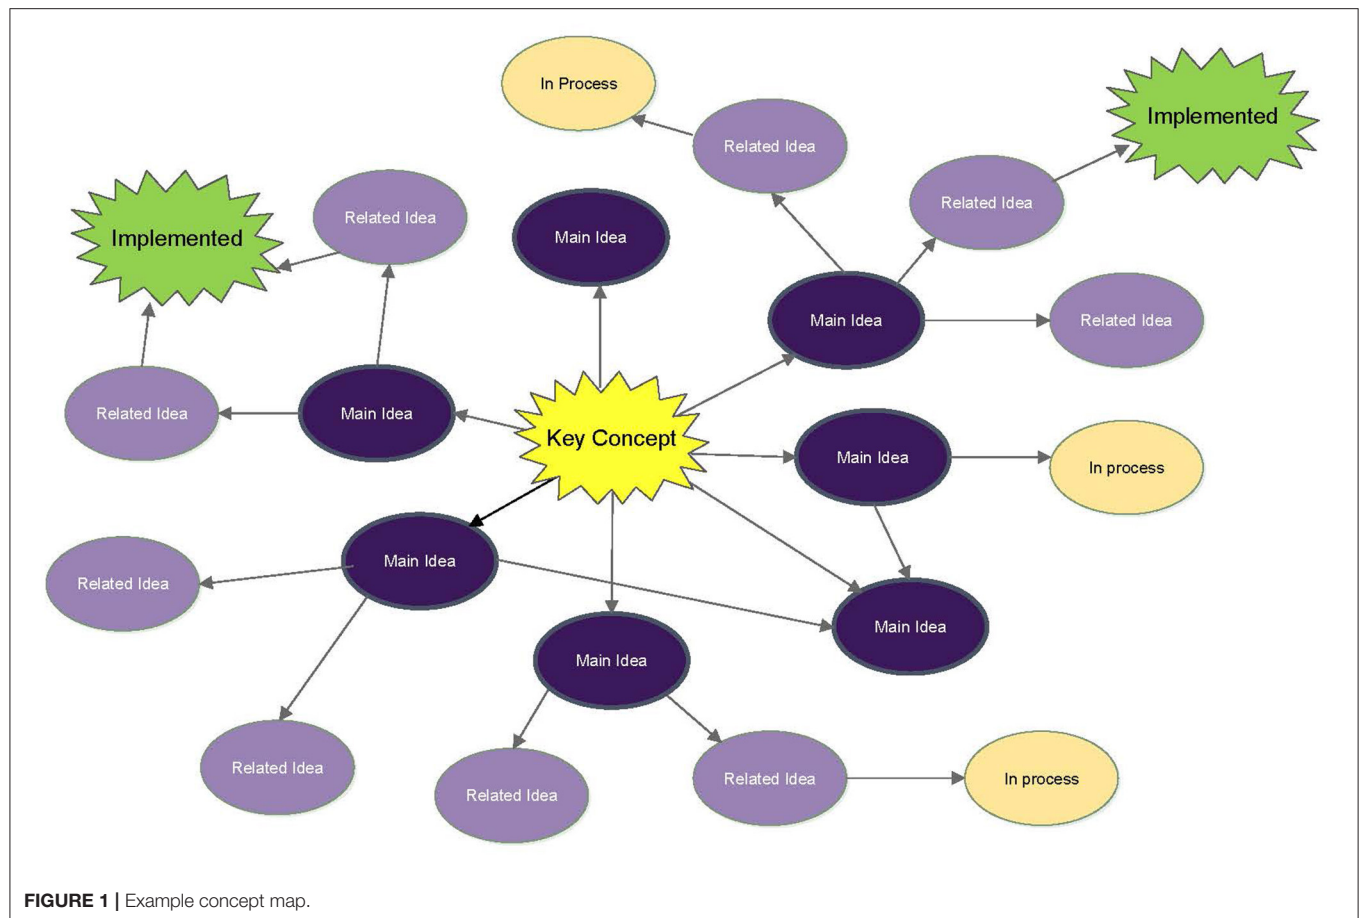 In Process
Implemented
Related Idea
Related Idea
Related Idea
Implemented
Main Idea
Main Idea
Related Idea
Related Idea
Main Idea
Key Concept
Main Idea
In process
Main Idea
Related Idea
Main Idea
Main Idea
Related Idea
Related Idea
Related Idea
In process
FIGURE 1 | Example concept map.